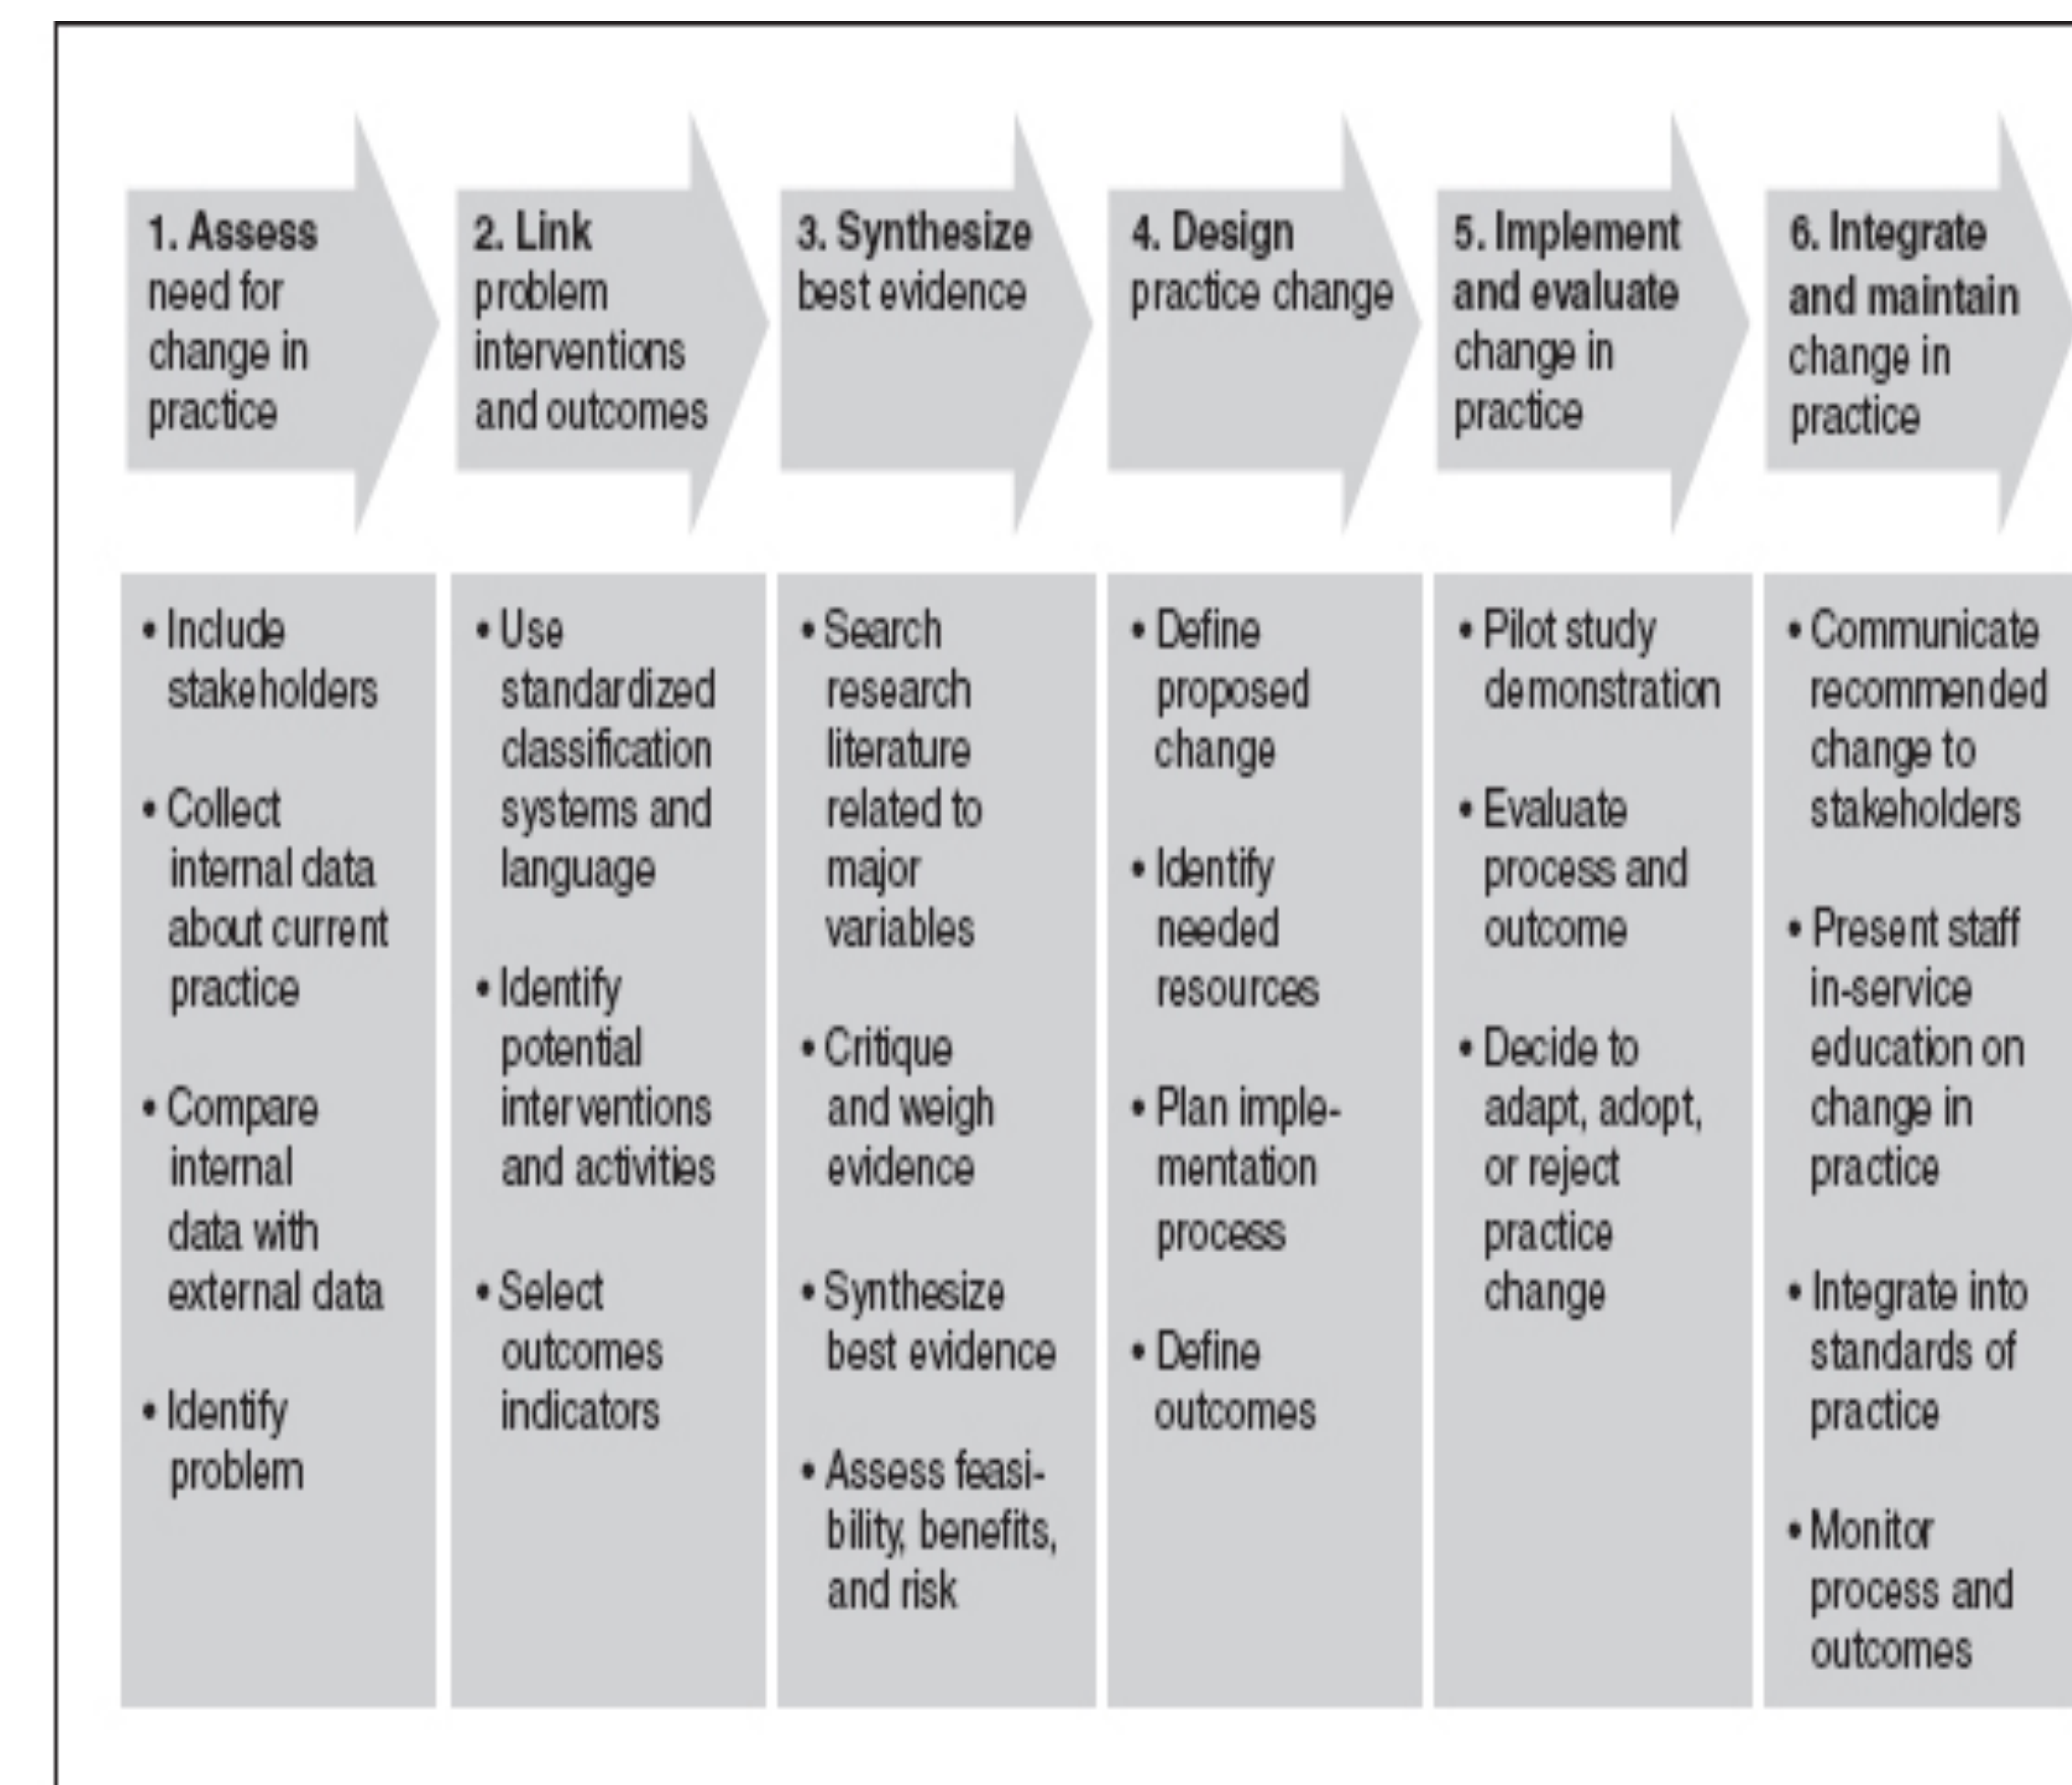 1. Assess
need for
change in
practice
2. Link
problem
interventions
and outcomes
3. Synthesize
best evidence
4. Design
practice change
5. Implement
and evaluate
change in
practice
6. Integrate
and maintain
change in
practice
• Include
stakeholders
• Collect
internal data
about current
practice
• Compare
internal
data with
external data
• Identify
problem
• Use
standardized
classification
systems and
language
• Identify
potential
interventions
and activities
• Select
outcomes
indicators
• Search
research
literature
related to
major
variables
• Critique
and weigh
evidence
• Synthesize
best evidence
• Assess feasi-
bility, benefits,
and risk
• Define
proposed
change
• Identify
needed
resources
• Plan imple-
mentation
process
• Define
outcomes
• Pilot study
demonstration
• Evaluate
process and
outcome
• Decide to
adapt, adopt,
or reject
practice
change
• Communicate
recommended
change to
stakeholders
• Present staff
in-service
education on
change in
practice
• Integrate into
standards of
practice
• Monitor
process and
outcomes